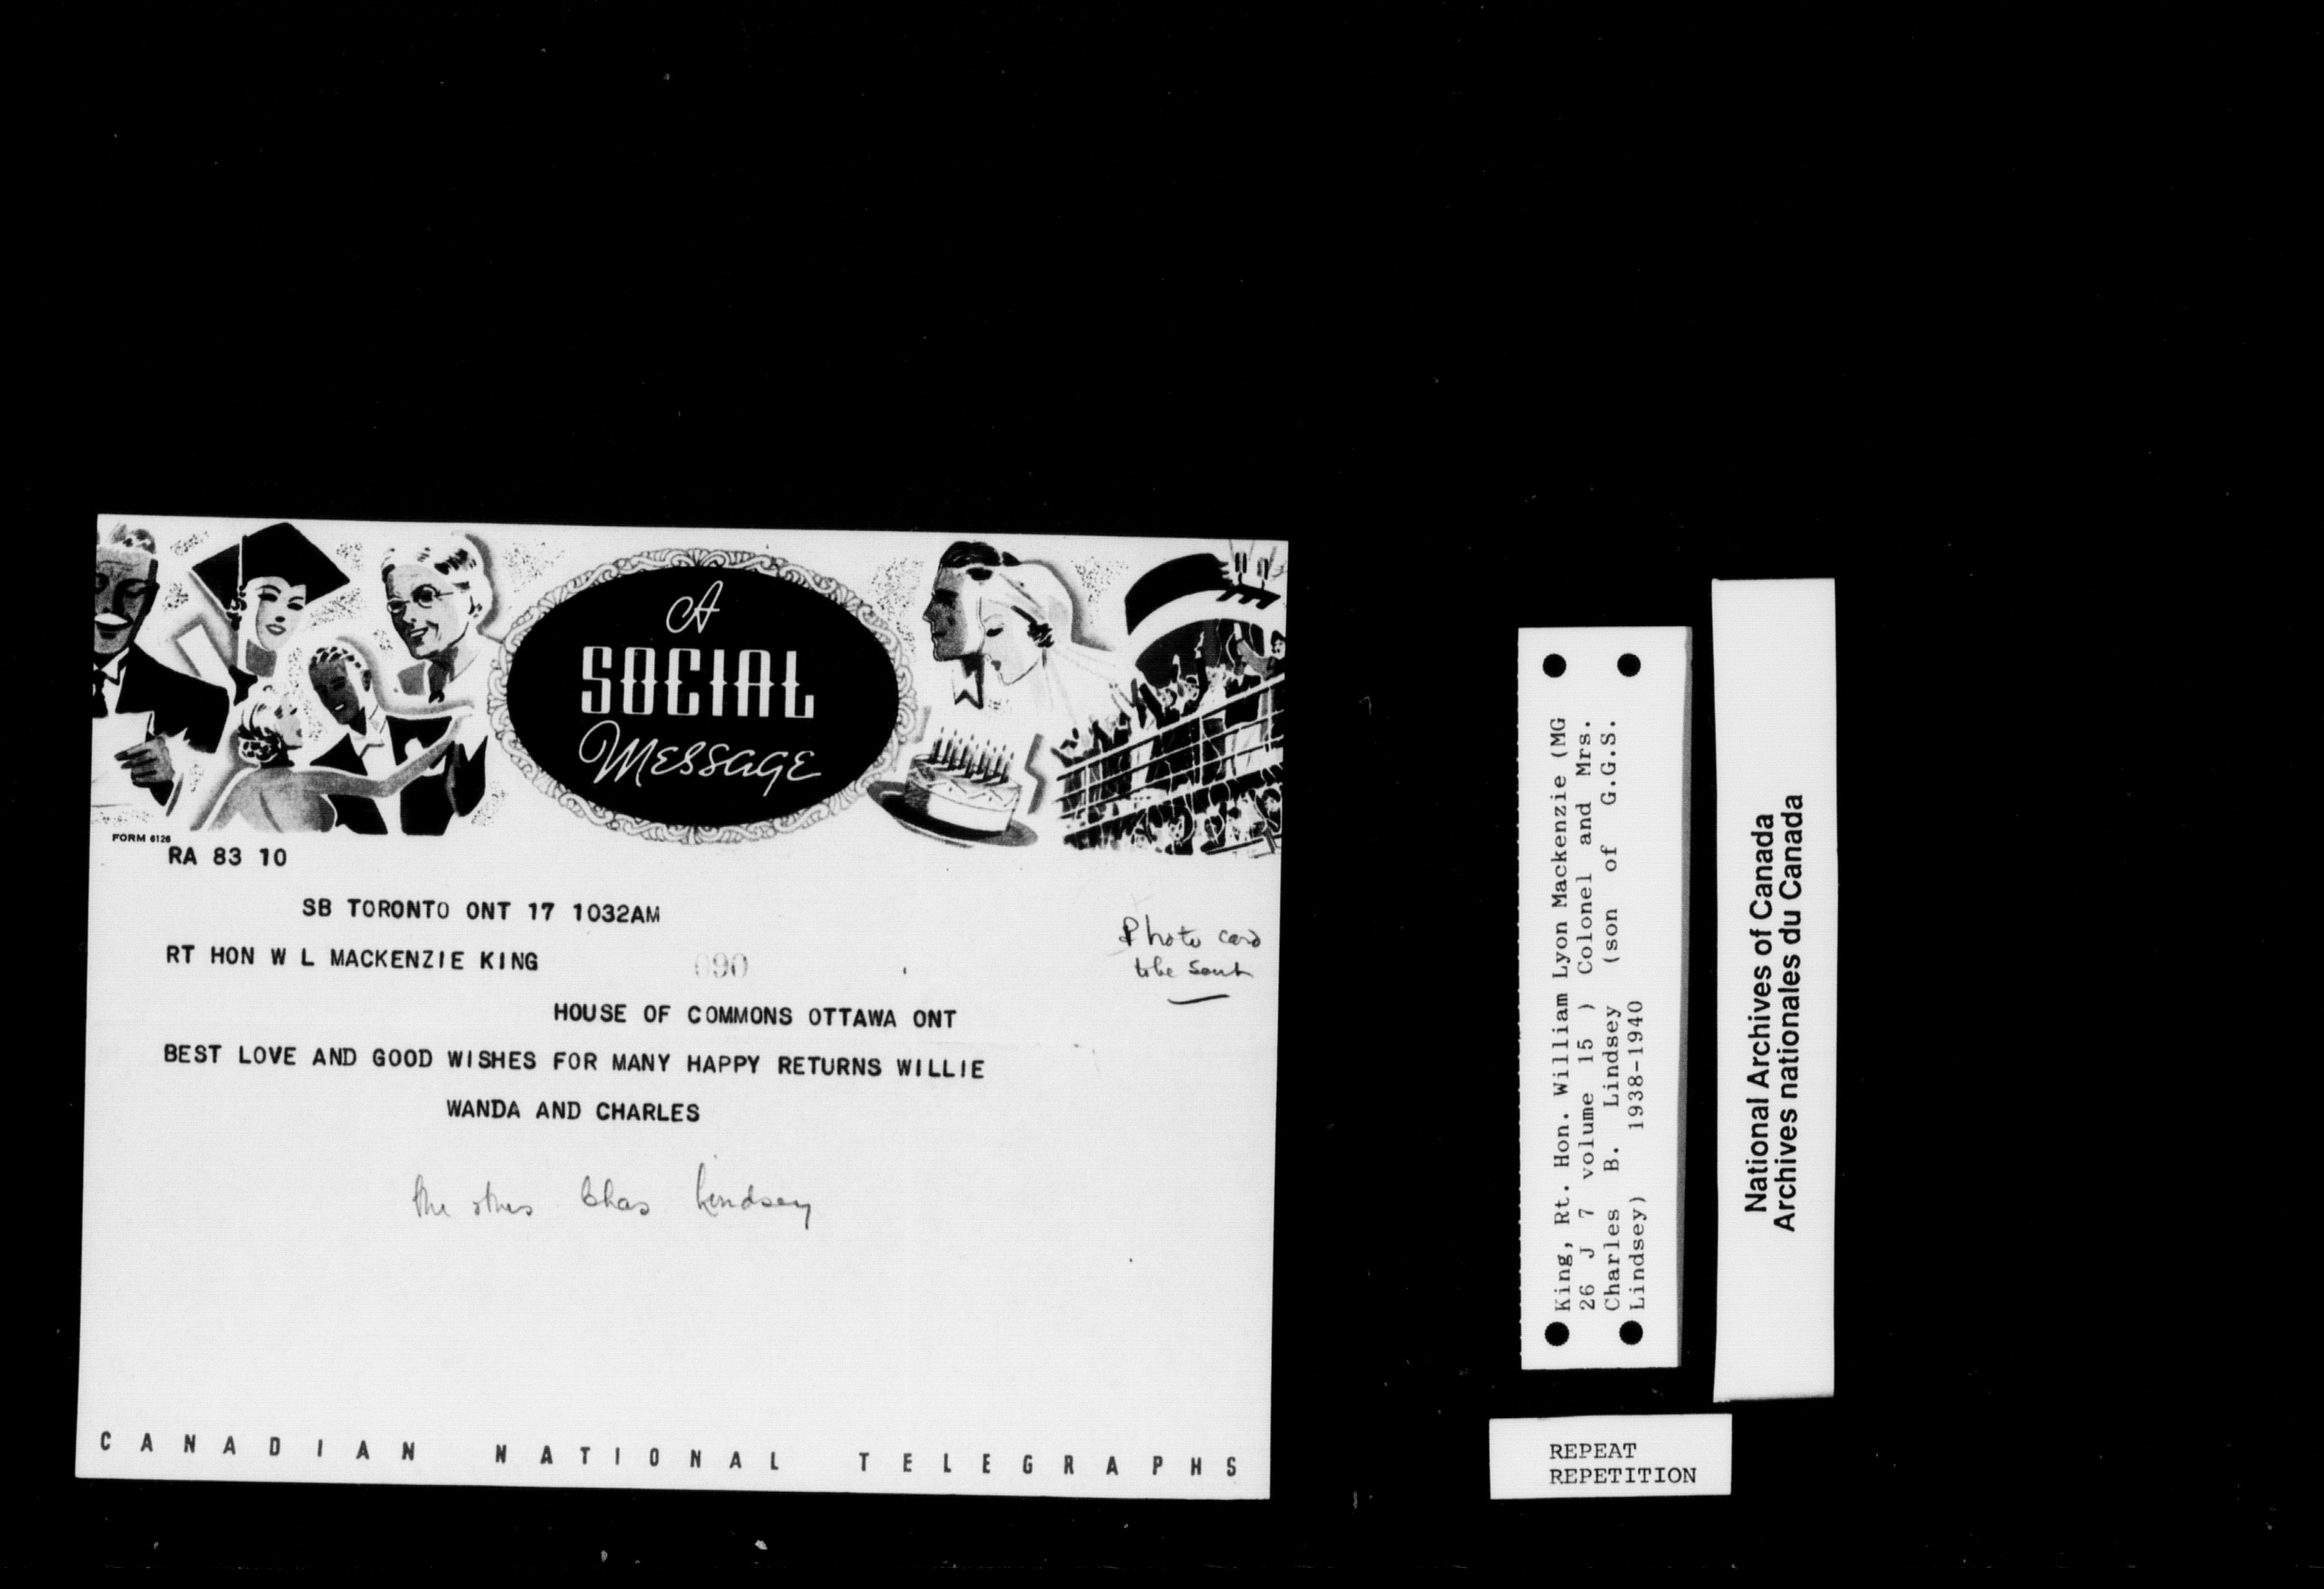 A
SOCIAL
Message
FORM 6126
RA 83 10
SB TORONTO ONT 17 1032AM
RT HON W L MACKENZIE KING
090
HOUSE OF COMMONS OTTAWA ONT
BEST LOVE AND GOOD WISHES FOR MANY HAPPY RETURNS WILLIE
WANDA AND CHARLES
Photo card
to be sent
Chas Lindsey
CANADIAN NATIONAL TELEGRAPHS
King, Rt. Hon. William Lyon Mackenzie (MG
26 J 7 volume 15 ) Colonel and Mrs.
Charles B. Lindsey (son of G.G.S.
Lindsey) 1938-1940
National Archives of Canada
Archives nationales du Canada
REPEAT
REPETITION